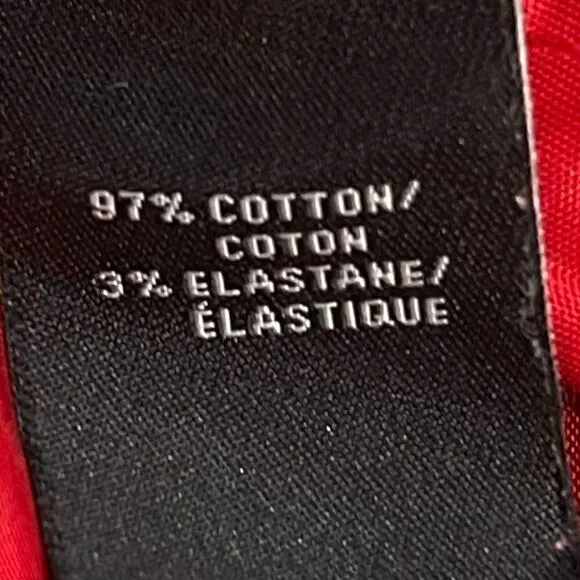 97% COTTON/
COTON
3% ELASTANE/
ÉLASTIQUE